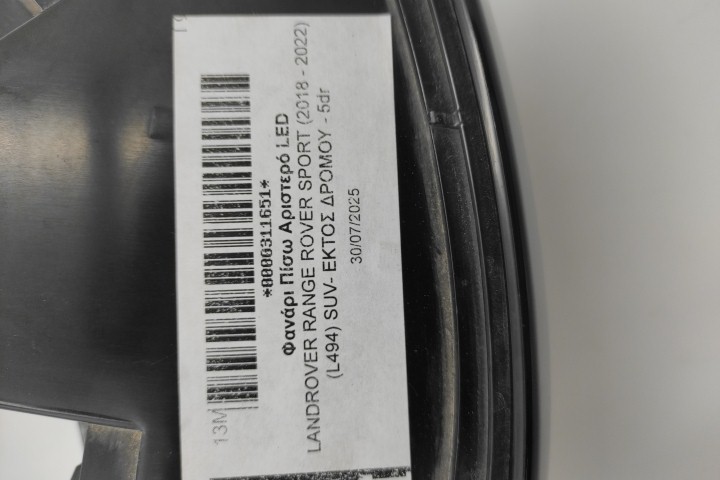 13M
*0000311651*
Φανάρι Πίσω Αριστερό LED
LANDROVER RANGE ROVER SPORT (2018 - 2022)
(L494) SUV- ΕΚΤΟΣ ΔΡΟΜΟΥ - 5dr
30/07/2025